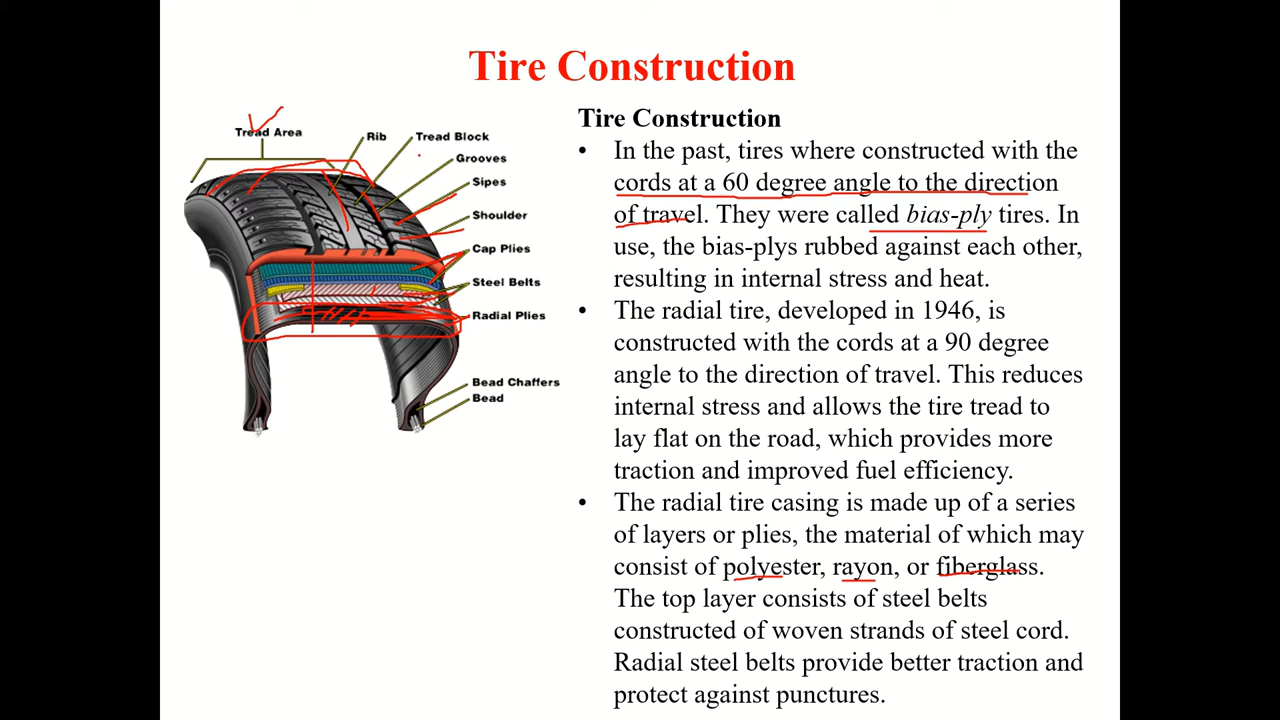 Tire Construction
Tread Area
Rib
Tread Block
Grooves
Sipes
Shoulder
Cap Plies
Steel Belts
Radial Plies
Bead Chaffers
Bead
Tire Construction
• In the past, tires where constructed with the
cords at a 60 degree angle to the direction
of travel. They were called bias-ply tires. In
use, the bias-plys rubbed against each other,
resulting in internal stress and heat.
• The radial tire, developed in 1946, is
constructed with the cords at a 90 degree
angle to the direction of travel. This reduces
internal stress and allows the tire tread to
lay flat on the road, which provides more
traction and improved fuel efficiency.
• The radial tire casing is made up of a series
of layers or plies, the material of which may
consist of polyester, rayon, or fiberglass.
The top layer consists of steel belts
constructed of woven strands of steel cord.
Radial steel belts provide better traction and
protect against punctures.